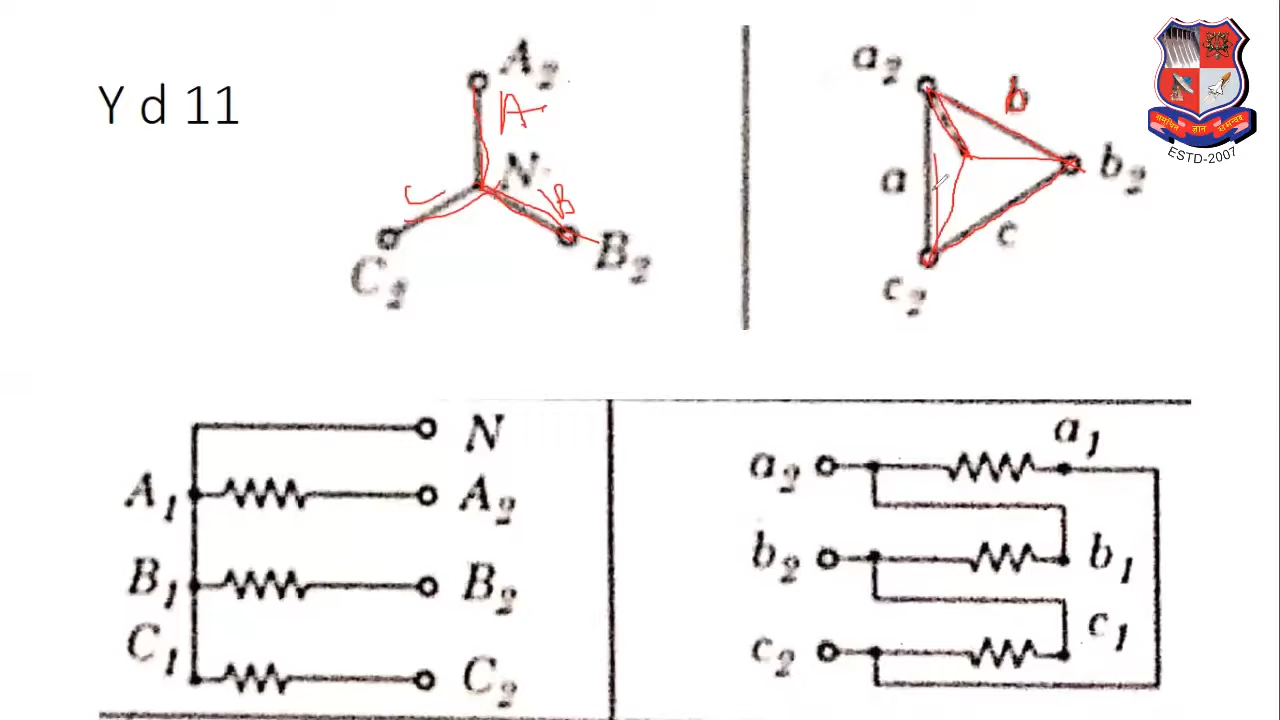 Y d 11
A₂
A
N
C
B
C₂
B₂
a₂
b
a
b₂
c
c₂
ESTD-2007
N
A₁
A₂
B₁
B₂
C₁
C₂
a₁
a₂
b₂
b₁
c₁
c₂